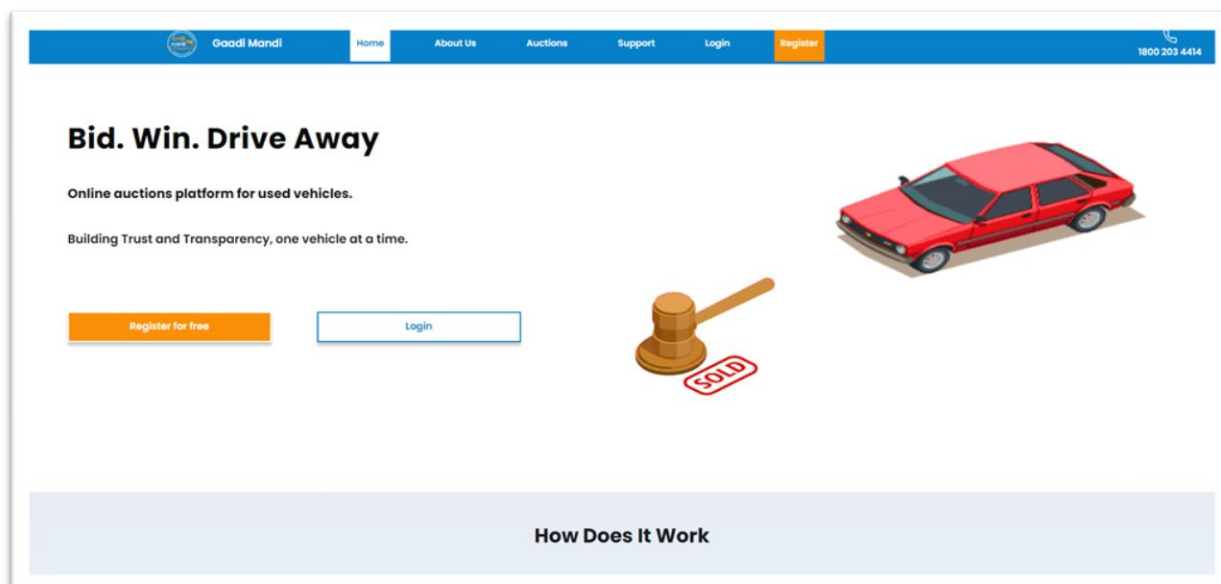 Gaadi Mandi
Home
About Us
Auctions
Support
Login
Register
1800 203 4414
Bid. Win. Drive Away
Online auctions platform for used vehicles.
Building Trust and Transparency, one vehicle at a time.
Register for free
Login
SOLD
How Does It Work